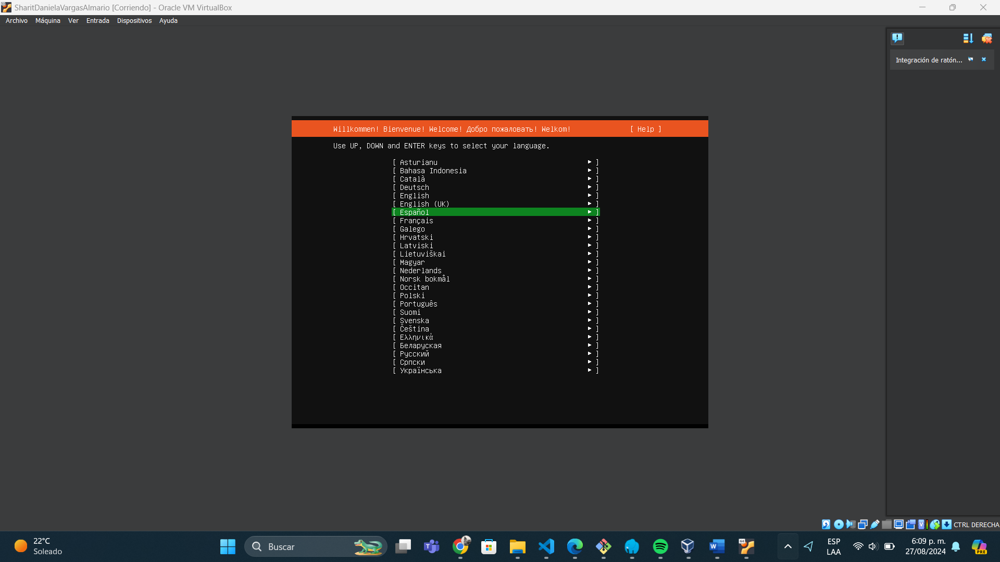 SharitDanielaVargasAlmario [Corriendo] - Oracle VM VirtualBox
Archivo Máquina Ver Entrada Dispositivos Ayuda
Integración de ratón...
Willkommen! Bienvenue! Welcome! Добро пожаловать! Welkom! [ Help ]
Use UP, DOWN and ENTER keys to select your language.
[ Asturianu ▸ ]
[ Bahasa Indonesia ▸ ]
[ Català ▸ ]
[ Deutsch ▸ ]
[ English ▸ ]
[ English (UK) ▸ ]
[ Español ▸ ]
[ Français ▸ ]
[ Galego ▸ ]
[ Hrvatski ▸ ]
[ Latviski ▸ ]
[ Lietuviškai ▸ ]
[ Magyar ▸ ]
[ Nederlands ▸ ]
[ Norsk bokmål ▸ ]
[ Occitan ▸ ]
[ Polski ▸ ]
[ Português ▸ ]
[ Suomi ▸ ]
[ Svenska ▸ ]
[ Čeština ▸ ]
[ Ελληνικά ▸ ]
[ Беларуская ▸ ]
[ Русский ▸ ]
[ Српски ▸ ]
[ Українська ▸ ]
CTRL DERECHA
22°C
Soleado
Buscar
ESP
LAA
6:09 p. m.
27/08/2024
PRE